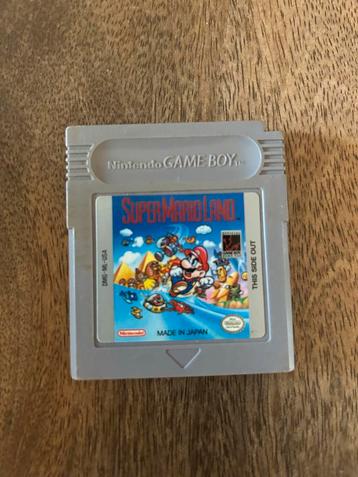 Nintendo GAME BOY
SUPER MARIO LAND
DMG-ML-USA
THIS SIDE OUT
Nintendo
MADE IN JAPAN